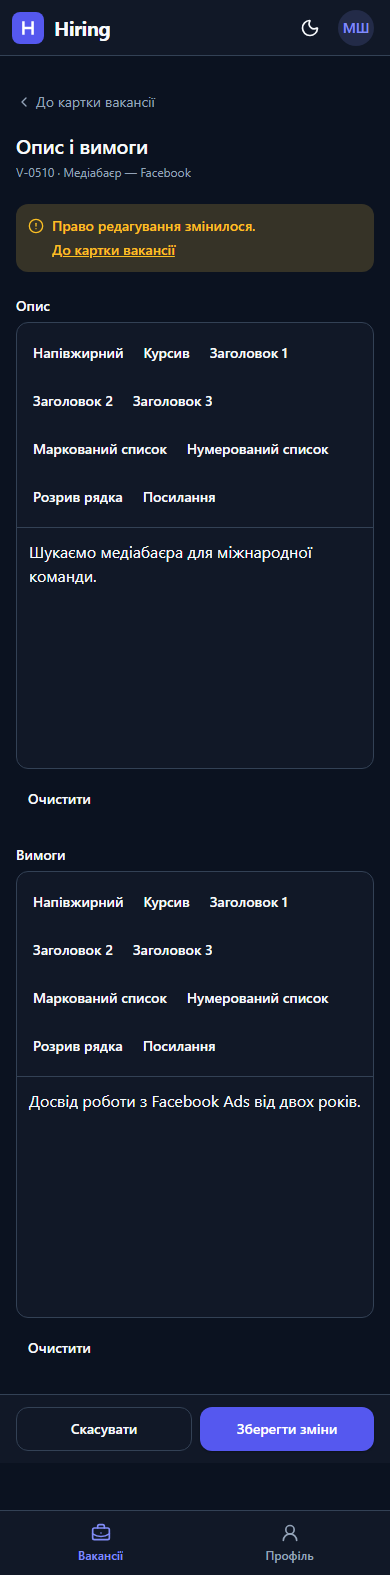 H Hiring МШ
До картки вакансії
Опис і вимоги
V-0510 · Медіабаєр — Facebook
Право редагування змінилося.
До картки вакансії
Опис
Напівжирний Курсив Заголовок 1
Заголовок 2 Заголовок 3
Маркований список Нумерований список
Розрив рядка Посилання
Шукаємо медіабаєра для міжнародної
команди.
Очистити
Вимоги
Напівжирний Курсив Заголовок 1
Заголовок 2 Заголовок 3
Маркований список Нумерований список
Розрив рядка Посилання
Досвід роботи з Facebook Ads від двох років.
Очистити
Скасувати Зберегти зміни
Вакансії Профіль